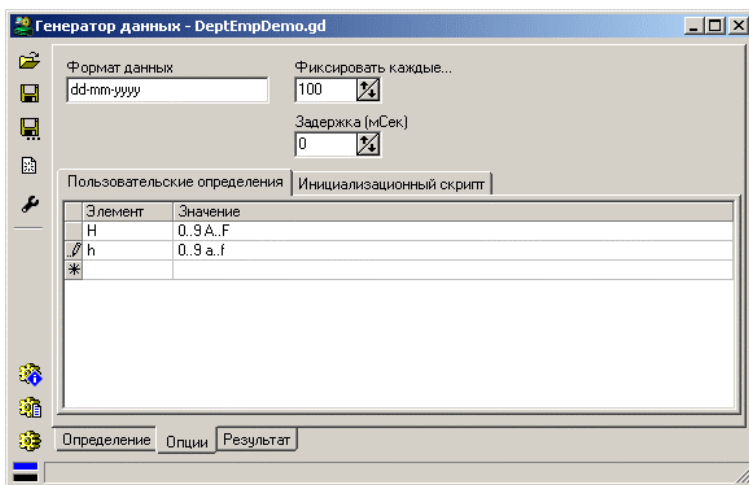 Генератор данных - DeptEmpDemo.gd
Формат данных
Фиксировать каждые...
dd-mm-yyyy
100
Задержка (мСек)
0
Пользовательские определения Инициализационный скрипт
Элемент Значение
H 0..9 A..F
h 0..9 a..f
Определение Опции Результат